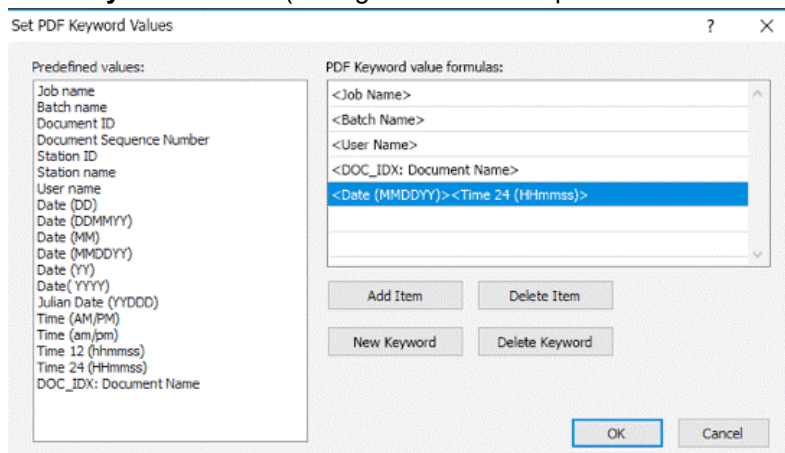 Set PDF Keyword Values ? ×
Predefined values:
Job name
Batch name
Document ID
Document Sequence Number
Station ID
Station name
User name
Date (DD)
Date (DDMMYY)
Date (MM)
Date (MMDDYY)
Date (YY)
Date( YYYY)
Julian Date (YYDDD)
Time (AM/PM)
Time (am/pm)
Time 12 (hhmmss)
Time 24 (HHmmss)
DOC_IDX: Document Name
PDF Keyword value formulas:
<Job Name>
<Batch Name>
<User Name>
<DOC_IDX: Document Name>
<Date (MMDDYY)><Time 24 (HHmmss)>
Add Item Delete Item
New Keyword Delete Keyword
OK Cancel